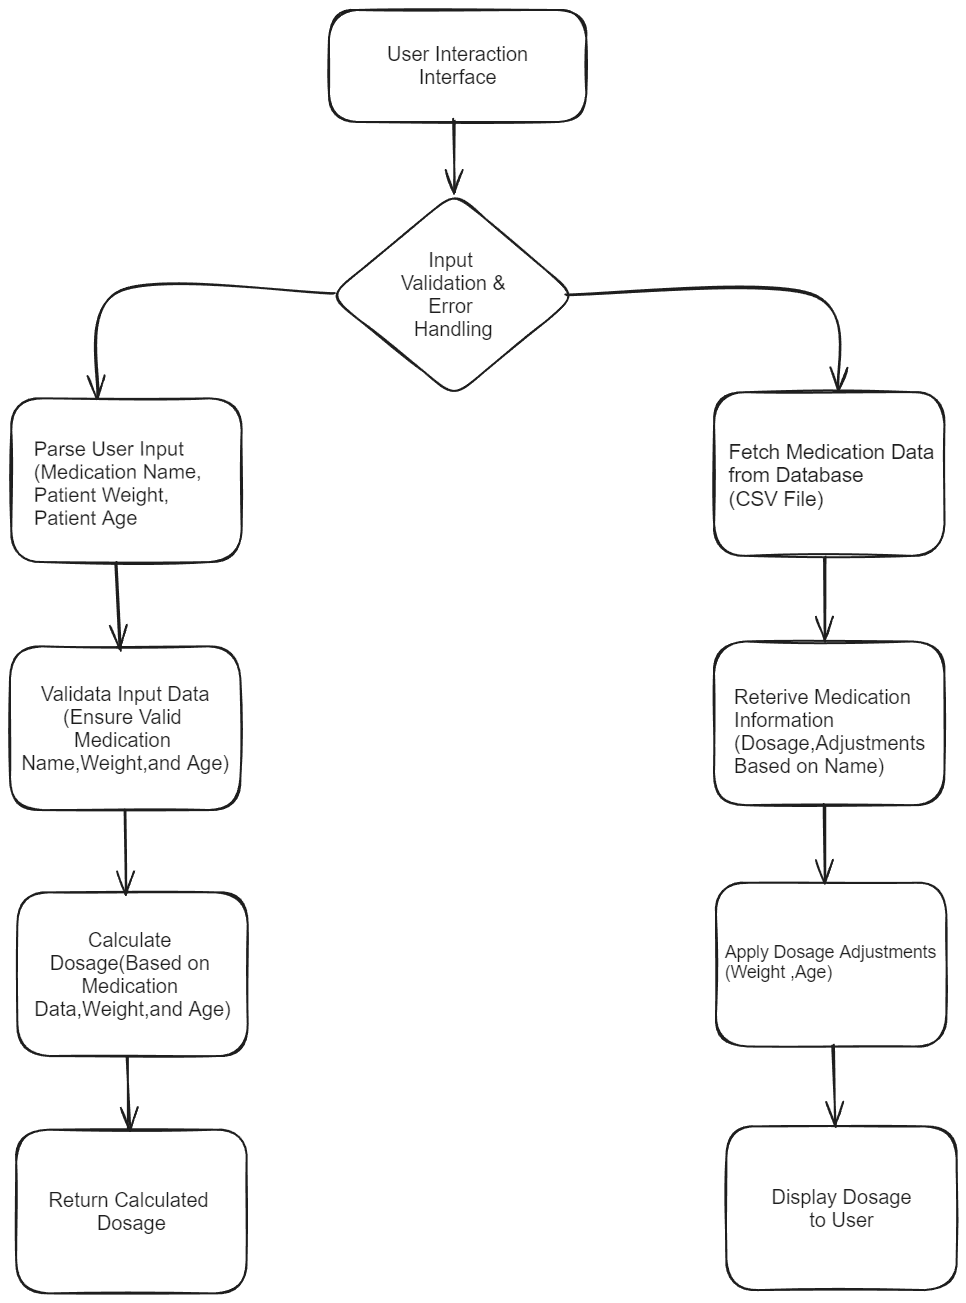 User Interaction
Interface
Input
Validation &
Error
Handling
Parse User Input
(Medication Name,
Patient Weight,
Patient Age
Validata Input Data
(Ensure Valid
Medication
Name,Weight,and Age)
Calculate
Dosage(Based on
Medication
Data,Weight,and Age)
Return Calculated
Dosage
Fetch Medication Data
from Database
(CSV File)
Reterive Medication
Information
(Dosage,Adjustments
Based on Name)
Apply Dosage Adjustments
(Weight ,Age)
Display Dosage
to User